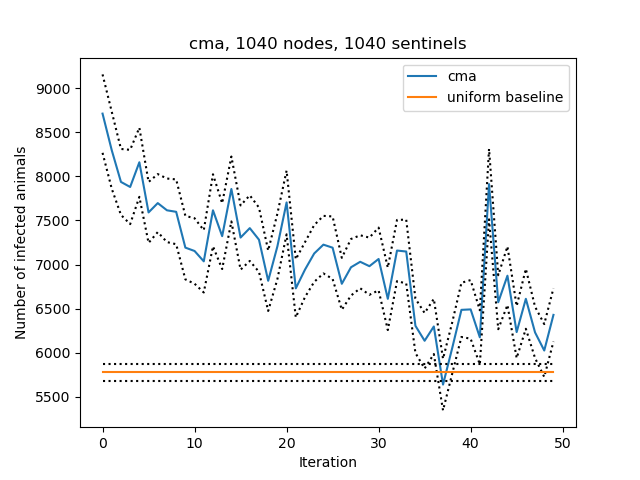 cma, 1040 nodes, 1040 sentinels
cma
uniform baseline
Number of infected animals
9000
8500
8000
7500
7000
6500
6000
5500
0 10 20 30 40 50
Iteration